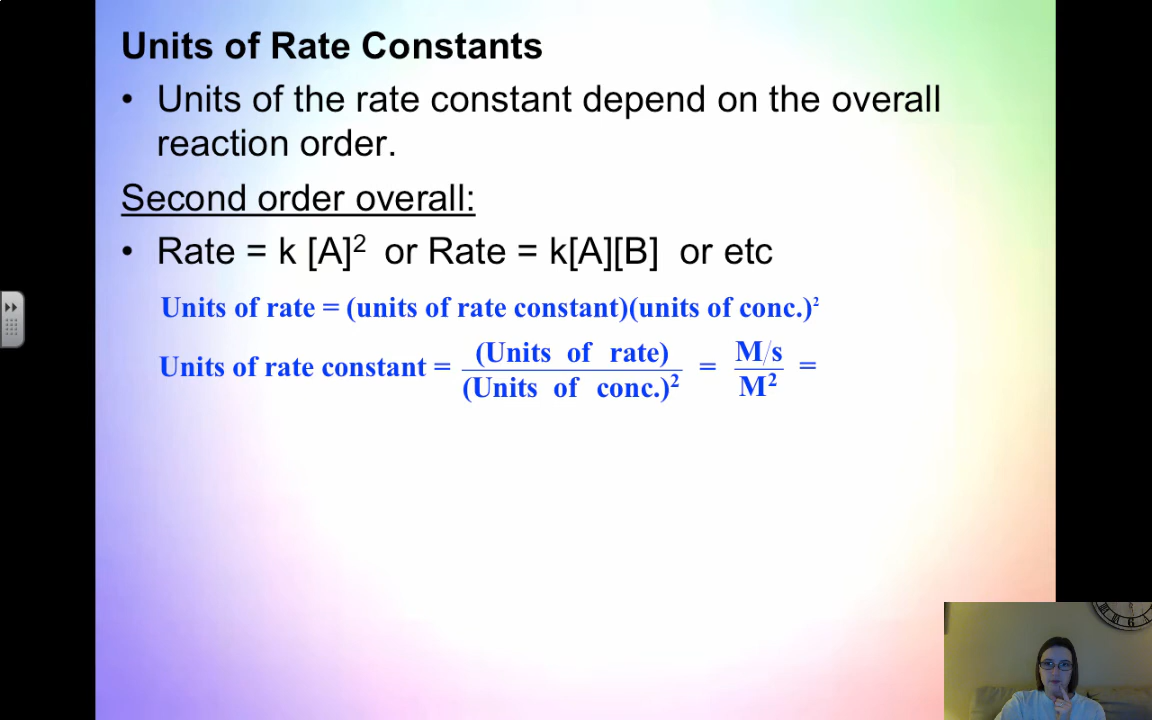 Units of Rate Constants
• Units of the rate constant depend on the overall
reaction order.
Second order overall:
• Rate = k [A]² or Rate = k[A][B] or etc
Units of rate = (units of rate constant)(units of conc.)²
Units of rate constant = (Units of rate) / (Units of conc.)² = M/s / M² =